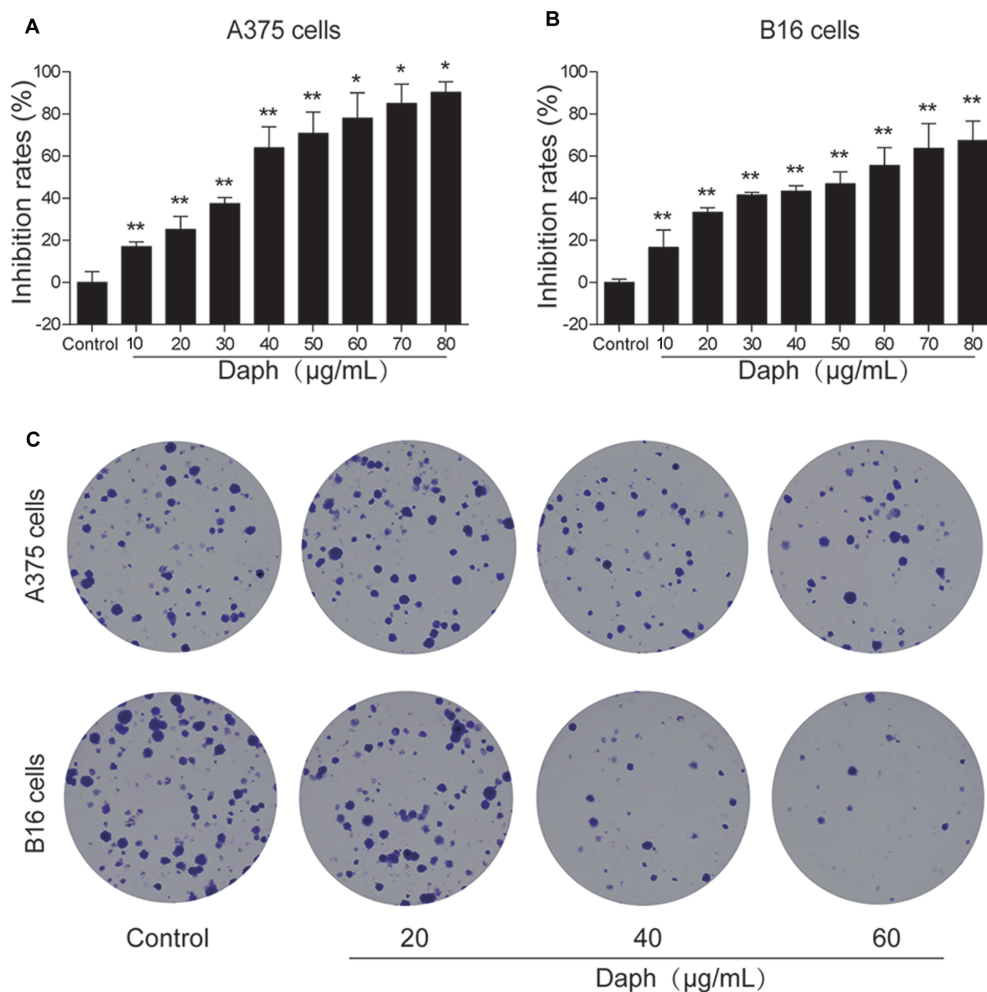 A
A375 cells
Inhibition rates (%)
100
80
60
40
20
0
-20
** ** ** ** ** * * *
Control 10 20 30 40 50 60 70 80
Daph（µg/mL）
B
B16 cells
Inhibition rates (%)
100
80
60
40
20
0
-20
** ** ** ** ** ** ** **
Control 10 20 30 40 50 60 70 80
Daph（µg/mL）
C
A375 cells
B16 cells
Control 20 40 60
Daph（µg/mL）